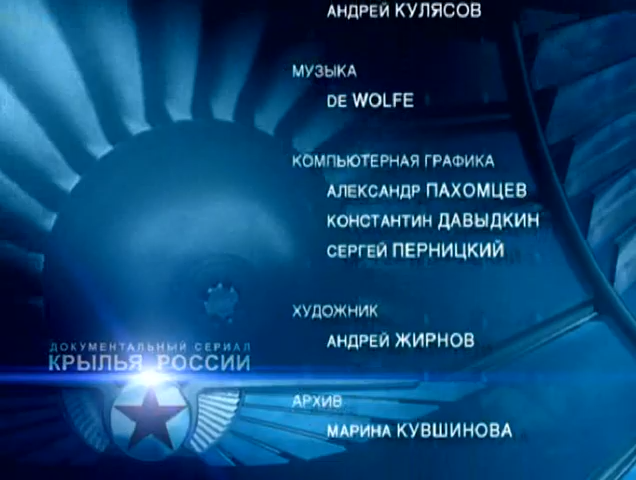 АНДРЕЙ КУЛЯСОВ
МУЗЫКА
DE WOLFE
КОМПЬЮТЕРНАЯ ГРАФИКА
АЛЕКСАНДР ПАХОМЦЕВ
КОНСТАНТИН ДАВЫДКИН
СЕРГЕЙ ПЕРНИЦКИЙ
ХУДОЖНИК
АНДРЕЙ ЖИРНОВ
ДОКУМЕНТАЛЬНЫЙ СЕРИАЛ
КРЫЛЬЯ РОССИИ
АРХИВ
МАРИНА КУВШИНОВА